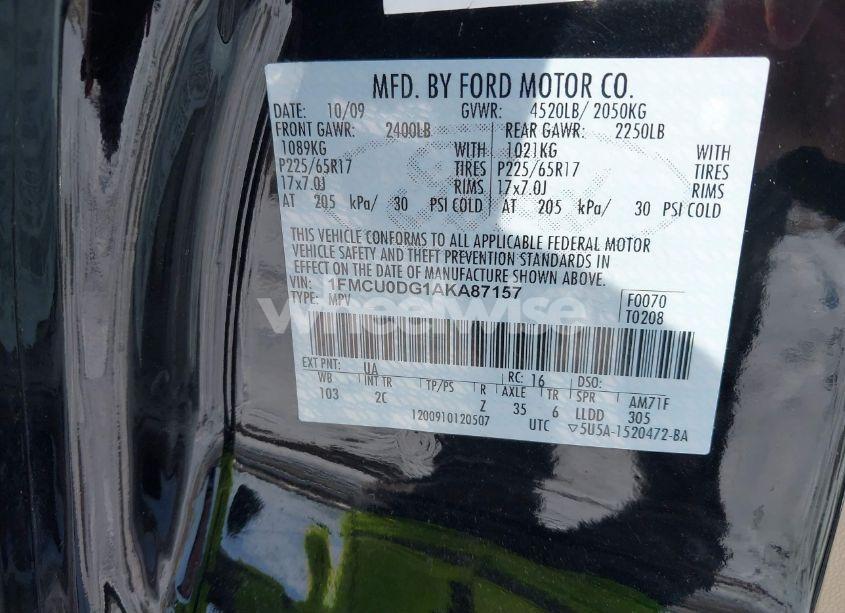 MFD. BY FORD MOTOR CO.
DATE: 10/09 GVWR: 4520LB/ 2050KG
FRONT GAWR: 2400LB REAR GAWR: 2250LB
1089KG WITH 1021KG WITH
P225/65R17 TIRES P225/65R17 TIRES
17x7.0J RIMS 17x7.0J RIMS
AT 205 kPa/ 30 PSI COLD AT 205 kPa/ 30 PSI COLD
THIS VEHICLE CONFORMS TO ALL APPLICABLE FEDERAL MOTOR
VEHICLE SAFETY AND THEFT PREVENTION STANDARDS IN
EFFECT ON THE DATE OF MANUFACTURE SHOWN ABOVE.
VIN: 1FMCU0DG1AKA87157 F0070
TYPE: MPV T0208
wheelwise
EXT PNT: UA RC: 16 DSO:
WB INT TR TP/PS R AXLE TR SPR AM71F
103 2C Z 35 6 LLDD 305
1200910120507 UTC ▽5U5A-1520472-BA